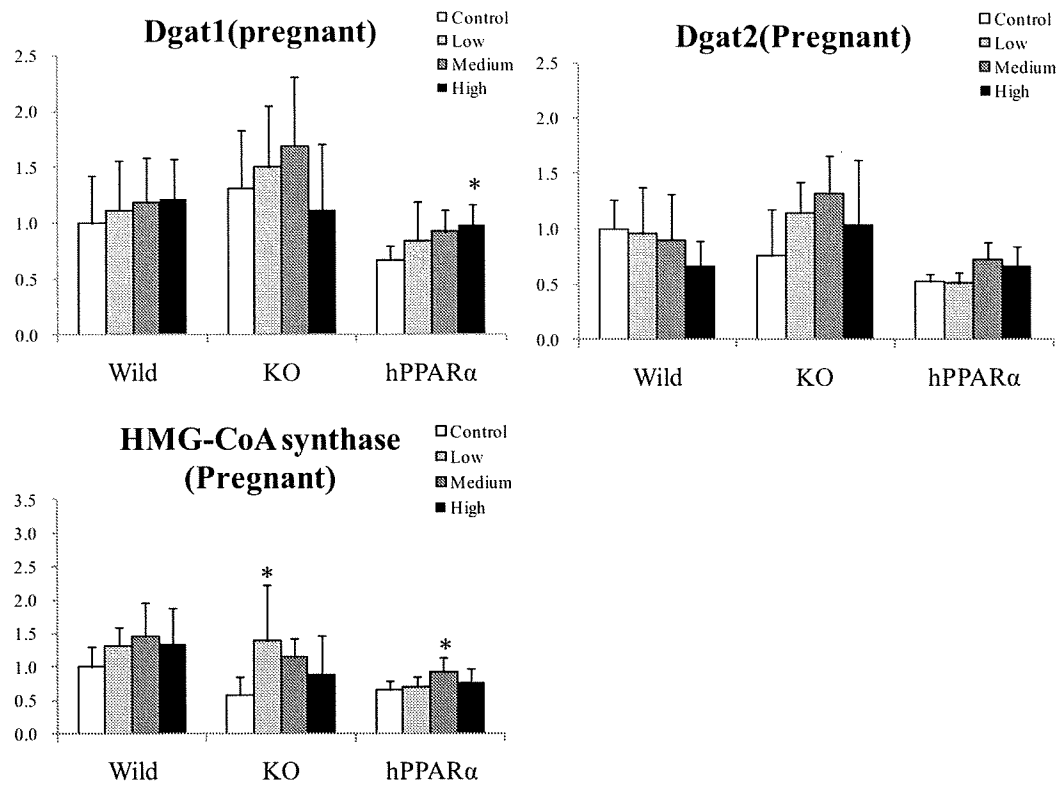 Dgat1(pregnant)
Control
Low
Medium
High
2.5
2.0
1.5
1.0
0.5
0.0
*
Wild
KO
hPPARα
Dgat2(Pregnant)
Control
Low
Medium
High
2.5
2.0
1.5
1.0
0.5
0.0
Wild
KO
hPPARα
HMG-CoA synthase
(Pregnant)
Control
Low
Medium
High
3.5
3.0
2.5
2.0
1.5
1.0
0.5
0.0
*
*
Wild
KO
hPPARα